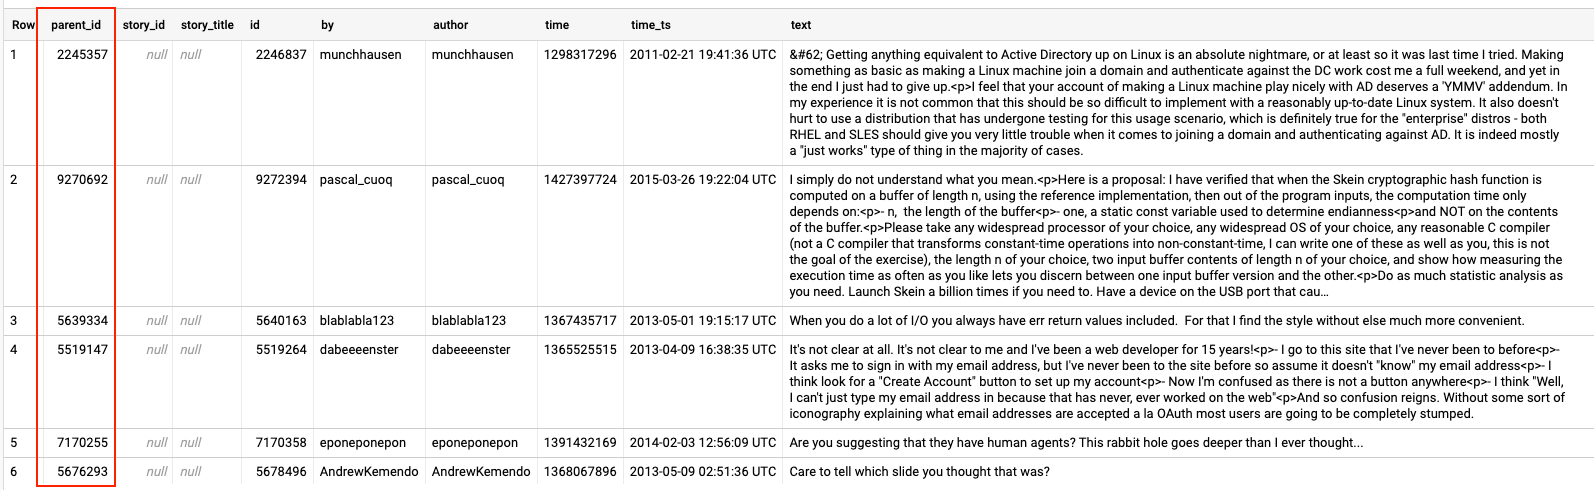 Row parent_id story_id story_title id by author time time_ts text
1 2245357 null null 2246837 munchhausen munchhausen 1298317296 2011-02-21 19:41:36 UTC &#62; Getting anything equivalent to Active Directory up on Linux is an absolute nightmare, or at least so it was last time I tried. Making
something as basic as making a Linux machine join a domain and authenticate against the DC work cost me a full weekend, and yet in
the end I just had to give up.<p>I feel that your account of making a Linux machine play nicely with AD deserves a 'YMMV' addendum. In
my experience it is not common that this should be so difficult to implement with a reasonably up-to-date Linux system. It also doesn't
hurt to use a distribution that has undergone testing for this usage scenario, which is definitely true for the "enterprise" distros - both
RHEL and SLES should give you very little trouble when it comes to joining a domain and authenticating against AD. It is indeed mostly
a "just works" type of thing in the majority of cases.
2 9270692 null null 9272394 pascal_cuoq pascal_cuoq 1427397724 2015-03-26 19:22:04 UTC I simply do not understand what you mean.<p>Here is a proposal: I have verified that when the Skein cryptographic hash function is
computed on a buffer of length n, using the reference implementation, then out of the program inputs, the computation time only
depends on:<p>- n,  the length of the buffer<p>- one, a static const variable used to determine endianness<p>and NOT on the contents
of the buffer.<p>Please take any widespread processor of your choice, any widespread OS of your choice, any reasonable C compiler
(not a C compiler that transforms constant-time operations into non-constant-time, I can write one of these as well as you, this is not
the goal of the exercise), the length n of your choice, two input buffer contents of length n of your choice, and show how measuring the
execution time as often as you like lets you discern between one input buffer version and the other.<p>Do as much statistic analysis as
you need. Launch Skein a billion times if you need to. Have a device on the USB port that cau...
3 5639334 null null 5640163 blablabla123 blablabla123 1367435717 2013-05-01 19:15:17 UTC When you do a lot of I/O you always have err return values included.  For that I find the style without else much more convenient.
4 5519147 null null 5519264 dabeeeenster dabeeeenster 1365525515 2013-04-09 16:38:35 UTC It's not clear at all. It's not clear to me and I've been a web developer for 15 years!<p>- I go to this site that I've never been to before<p>-
It asks me to sign in with my email address, but I've never been to the site before so assume it doesn't "know" my email address<p>- I
think look for a "Create Account" button to set up my account<p>- Now I'm confused as there is not a button anywhere<p>- I think "Well,
I can't just type my email address in because that has never, ever worked on the web"<p>And so confusion reigns. Without some sort of
iconography explaining what email addresses are accepted a la OAuth most users are going to be completely stumped.
5 7170255 null null 7170358 eponeponepon eponeponepon 1391432169 2014-02-03 12:56:09 UTC Are you suggesting that they have human agents? This rabbit hole goes deeper than I ever thought...
6 5676293 null null 5678496 AndrewKemendo AndrewKemendo 1368067896 2013-05-09 02:51:36 UTC Care to tell which slide you thought that was?